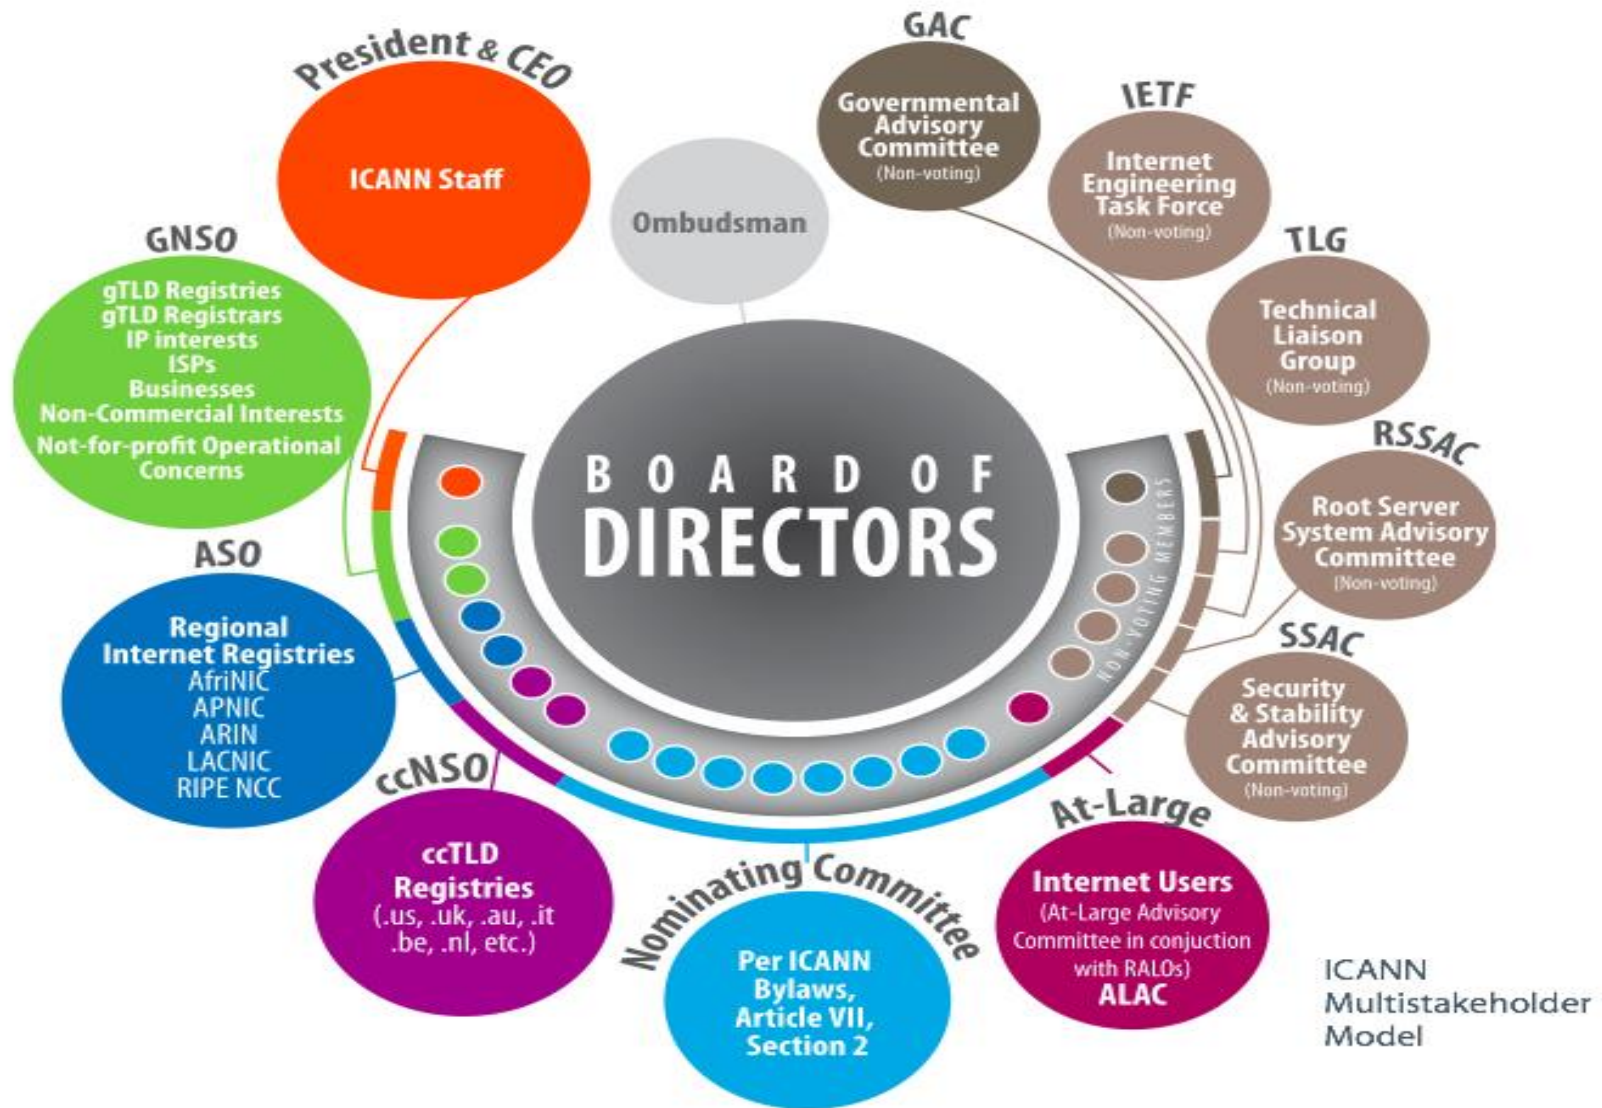 President & CEO
ICANN Staff
Ombudsman
GAC
Governmental
Advisory
Committee
(Non-voting)
IETF
Internet
Engineering
Task Force
(Non-voting)
TLG
Technical
Liaison
Group
(Non-voting)
RSSAC
Root Server
System Advisory
Committee
(Non-voting)
SSAC
Security
& Stability
Advisory
Committee
(Non-voting)
GNSO
gTLD Registries
gTLD Registrars
IP interests
ISPs
Businesses
Non-Commercial Interests
Not-for-profit Operational
Concerns
ASO
Regional
Internet Registries
AfriNIC
APNIC
ARIN
LACNIC
RIPE NCC
BOARD OF
DIRECTORS
NON-VOTING MEMBERS
ccNSO
ccTLD
Registries
(.us, .uk, .au, .it
.be, .nl, etc.)
Nominating Committee
Per ICANN
Bylaws,
Article VII,
Section 2
At-Large
Internet Users
(At-Large Advisory
Committee in conjuction
with RALOs)
ALAC
ICANN
Multistakeholder
Model